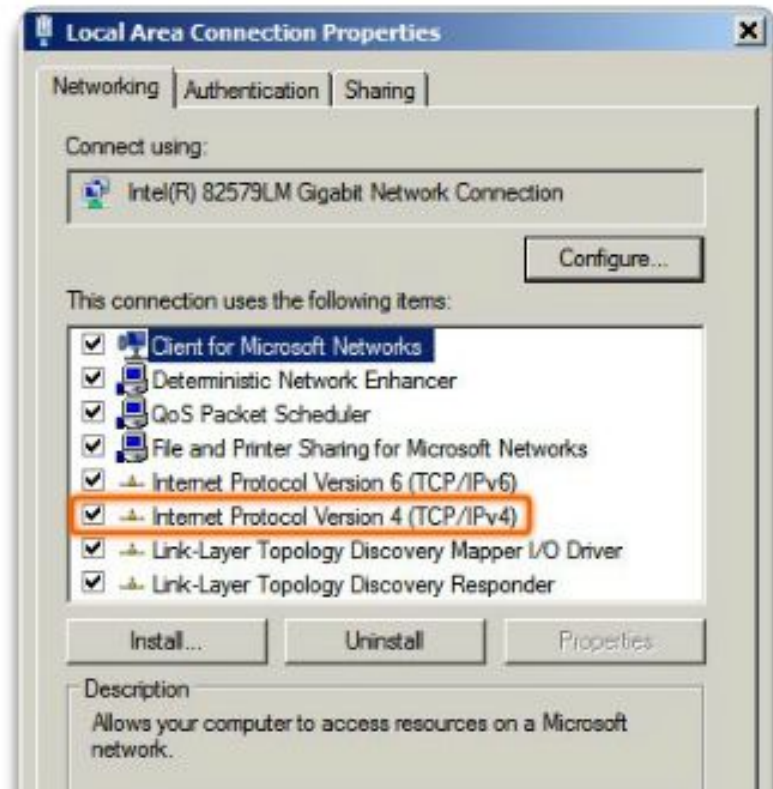 Local Area Connection Properties
Networking Authentication Sharing
Connect using:
Intel(R) 82579LM Gigabit Network Connection
Configure...
This connection uses the following items:
Client for Microsoft Networks
Deterministic Network Enhancer
QoS Packet Scheduler
File and Printer Sharing for Microsoft Networks
Internet Protocol Version 6 (TCP/IPv6)
Internet Protocol Version 4 (TCP/IPv4)
Link-Layer Topology Discovery Mapper I/O Driver
Link-Layer Topology Discovery Responder
Install... Uninstall Properties
Description
Allows your computer to access resources on a Microsoft
network.